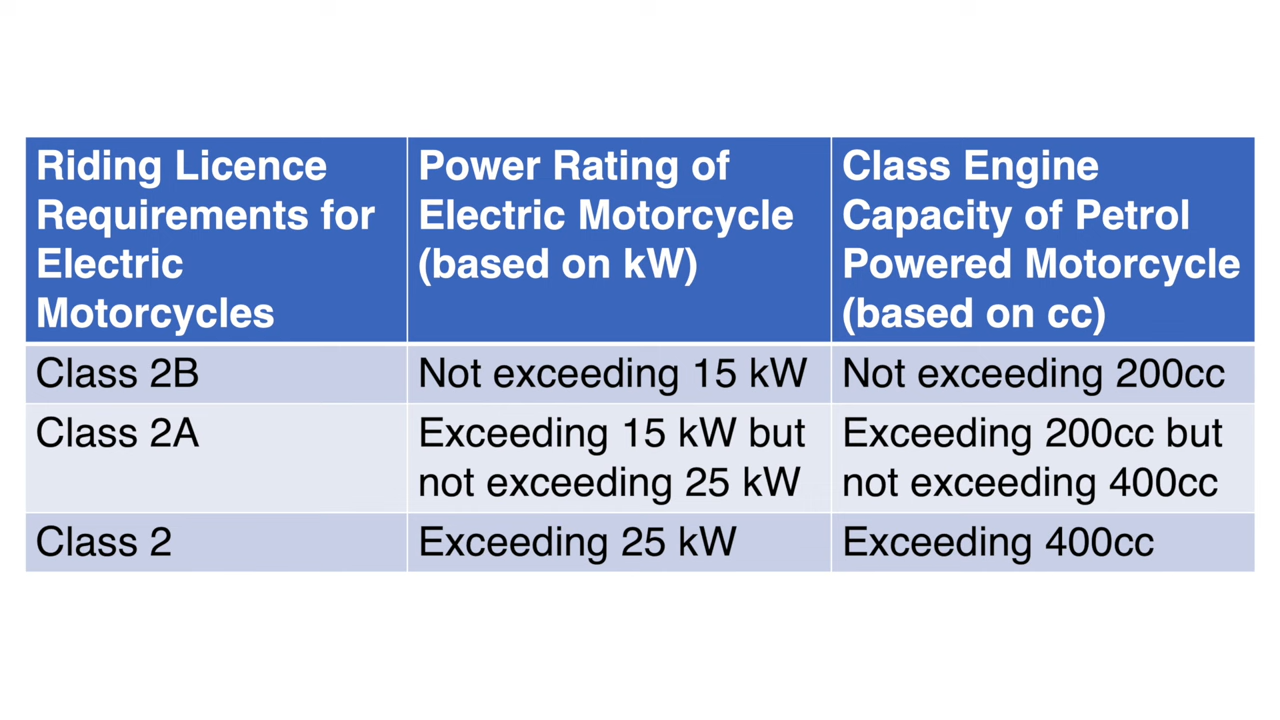 Riding Licence
Requirements for
Electric
Motorcycles
Power Rating of
Electric Motorcycle
(based on kW)
Class Engine
Capacity of Petrol
Powered Motorcycle
(based on cc)
Class 2B
Not exceeding 15 kW
Not exceeding 200cc
Class 2A
Exceeding 15 kW but
not exceeding 25 kW
Exceeding 200cc but
not exceeding 400cc
Class 2
Exceeding 25 kW
Exceeding 400cc